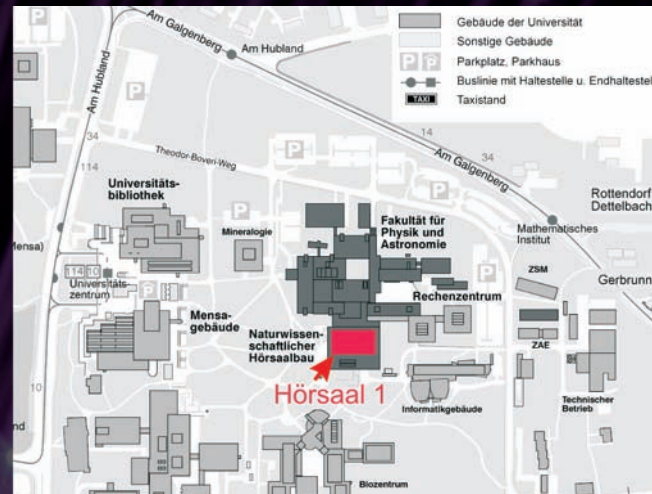 Gebäude der Universität
Sonstige Gebäude
P P Parkplatz, Parkhaus
Buslinie mit Haltestelle u. Endhaltestel
TAXI Taxistand
Am Galgenberg
Am Hubland
Am Hubland
P
P
34
114
Theodor-Boveri-Weg
P
14
34
Am Galgenberg
P
Universitäts-
bibliothek
Mineralogie
P
Fakultät für
Physik und
Astronomie
Rottendorf
Dettelbach
Mathematisches
Institut
Mensa)
114 10
Universitäts
zentrum
P
ZSM
Gerbrunn
Rechenzentrum
Mensa-
gebäude
Naturwissen-
schaftlicher
Hörsaalbau
ZAE
Hörsaal 1
10
Informatikgebäude
Technischer
Betrieb
nd
P
Biozentrum